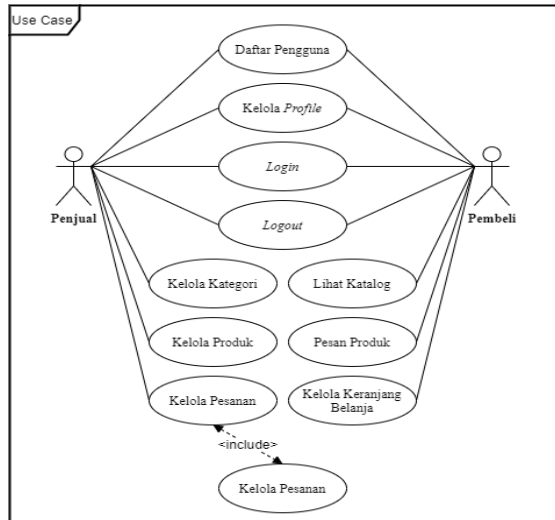 Use Case
Daftar Pengguna
Kelola Profile
Login
Penjual
Pembeli
Logout
Kelola Kategori
Lihat Katalog
Kelola Produk
Pesan Produk
Kelola Pesanan
Kelola Keranjang
Belanja
<include>
Kelola Pesanan